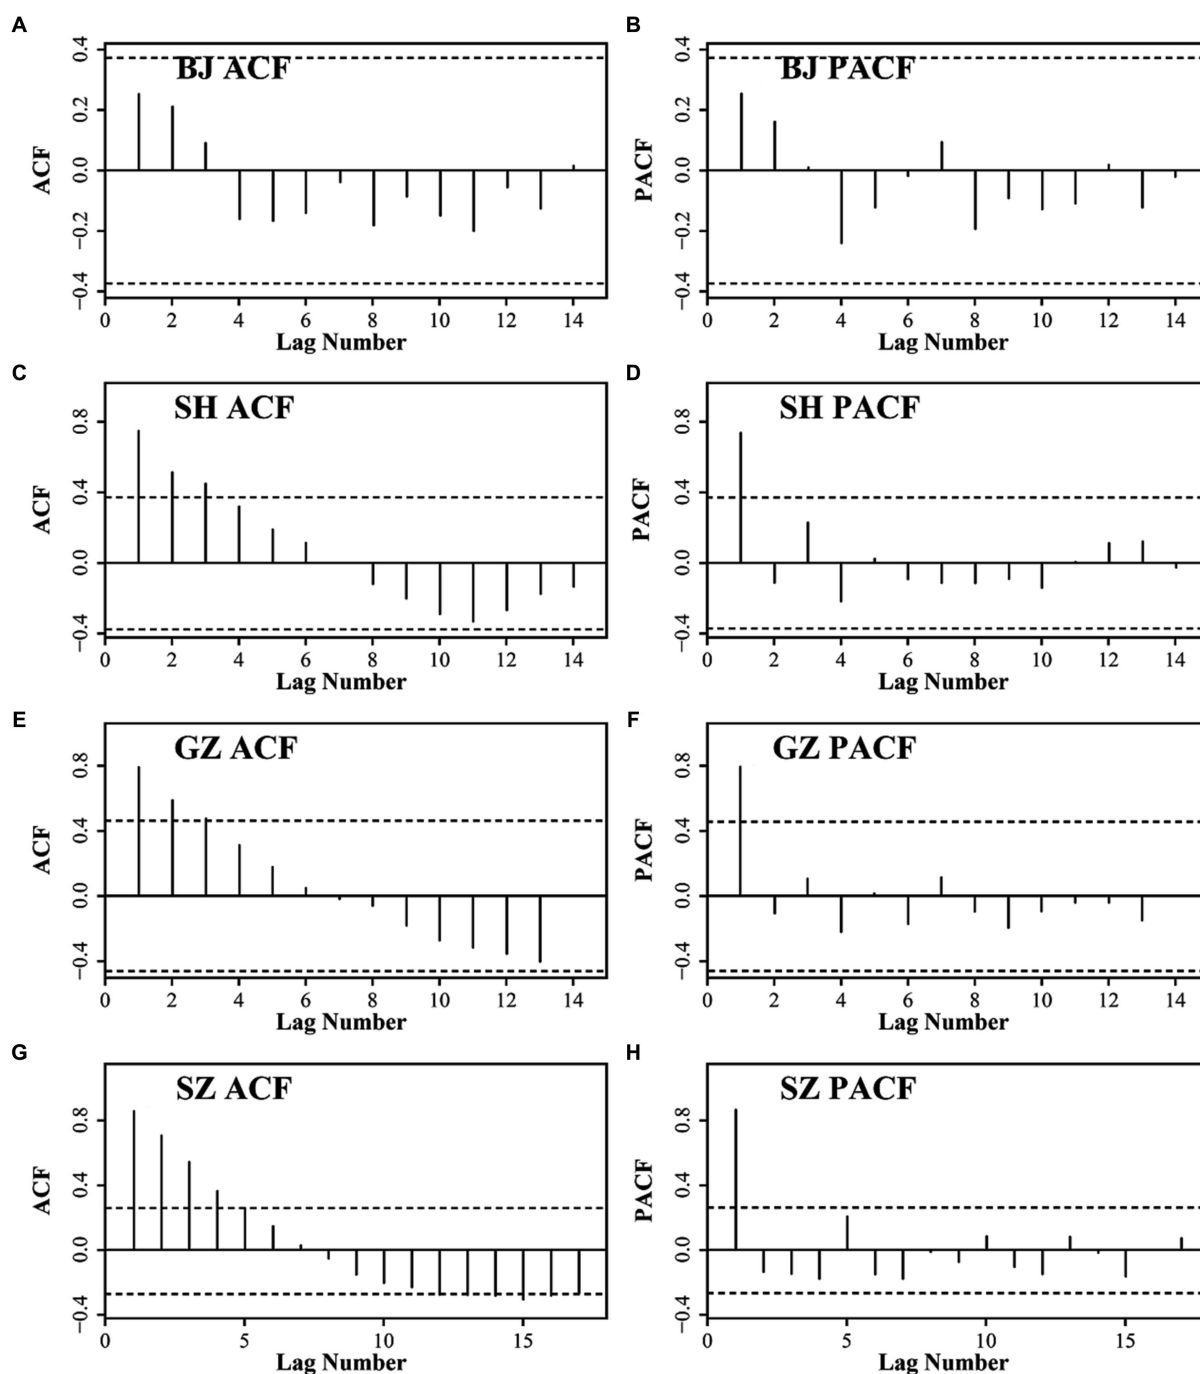 A
BJ ACF
ACF
0.4
0.2
0.0
−0.2
−0.4
0 2 4 6 8 10 12 14
Lag Number
B
BJ PACF
PACF
0.4
0.2
0.0
−0.2
−0.4
0 2 4 6 8 10 12 14
Lag Number
C
SH ACF
ACF
0.8
0.4
0.0
−0.4
0 2 4 6 8 10 12 14
Lag Number
D
SH PACF
PACF
0.8
0.4
0.0
−0.4
0 2 4 6 8 10 12 14
Lag Number
E
GZ ACF
ACF
0.8
0.4
0.0
−0.4
0 2 4 6 8 10 12 14
Lag Number
F
GZ PACF
PACF
0.8
0.4
0.0
−0.4
0 2 4 6 8 10 12 14
Lag Number
G
SZ ACF
ACF
0.8
0.4
0.0
−0.4
0 5 10 15
Lag Number
H
SZ PACF
PACF
0.8
0.4
0.0
−0.4
0 5 10 15
Lag Number